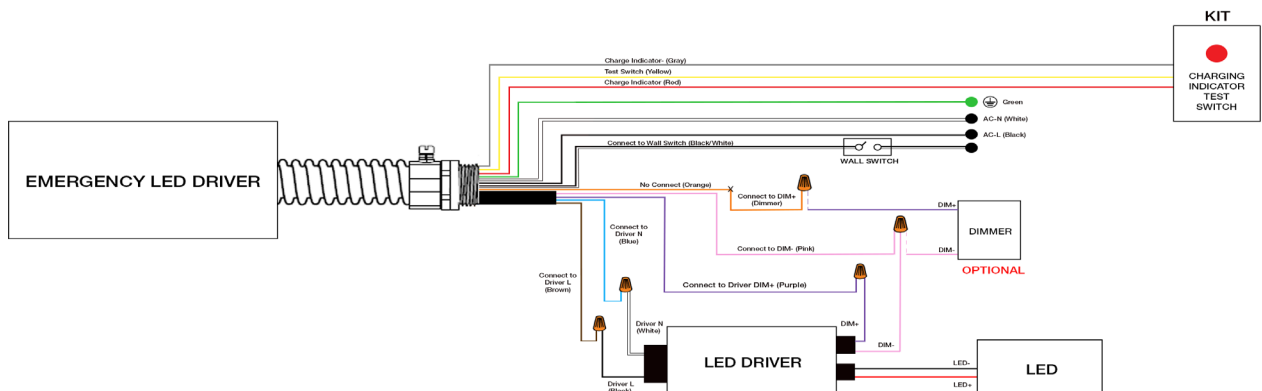 KIT
Charge Indicator- (Gray)
Test Switch (Yellow)
Charge Indicator (Red)
CHARGING
INDICATOR
TEST
SWITCH
Green
AC-N (White)
AC-L (Black)
Connect to Wall Switch (Black/White)
WALL SWITCH
EMERGENCY LED DRIVER
No Connect (Orange)
X
Connect to DIM+
(Dimmer)
DIM+
DIMMER
DIM-
OPTIONAL
Connect to
Driver N
(Blue)
Connect to DIM- (Pink)
Connect to
Driver L
(Brown)
Connect to Driver DIM+ (Purple)
Driver N
(White)
DIM+
DIM-
LED DRIVER
LED-
LED+
LED
Driver L
(Black)